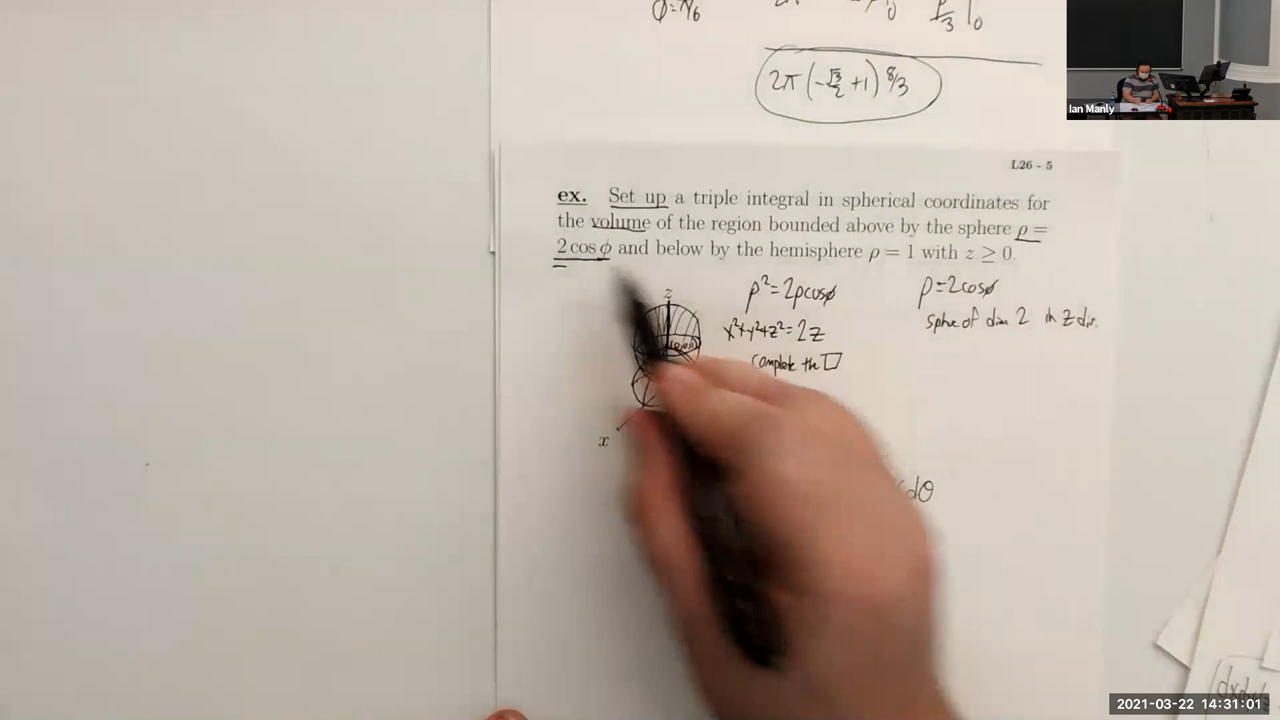 φ=π/6
2π(-√3/2+1) 8/3
Ian Manly
L26 - 5
ex. Set up a triple integral in spherical coordinates for
the volume of the region bounded above by the sphere ρ =
2 cos φ and below by the hemisphere ρ = 1 with z ≥ 0.
z
ρ²=2ρcosφ
ρ=2cosφ
x²+y²+z²=2z
sphere of diam 2 in z dir.
complete the □
x
dθ
2021-03-22 14:31:01